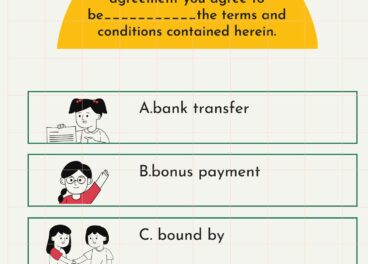 agreement you agree to
be___________the terms and
conditions contained herein.
A.bank transfer
B.bonus payment
C. bound by